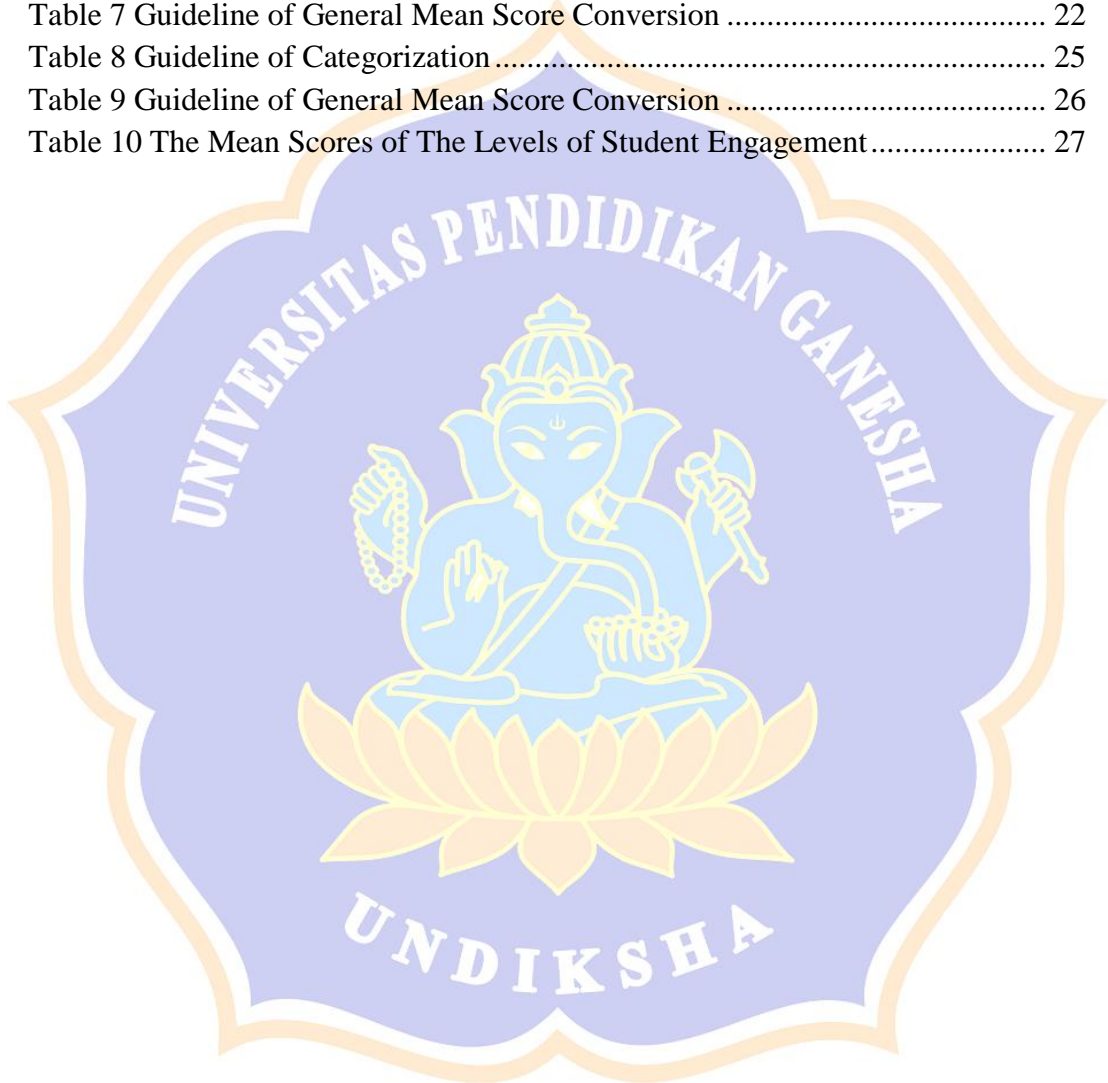 Table 7 Guideline of General Mean Score Conversion ..................................... 22
Table 8 Guideline of Categorization ................................................................ 25
Table 9 Guideline of General Mean Score Conversion ..................................... 26
Table 10 The Mean Scores of The Levels of Student Engagement ..................... 27
UNIVERSITAS PENDIDIKAN GANESHA
UNDIKSHA